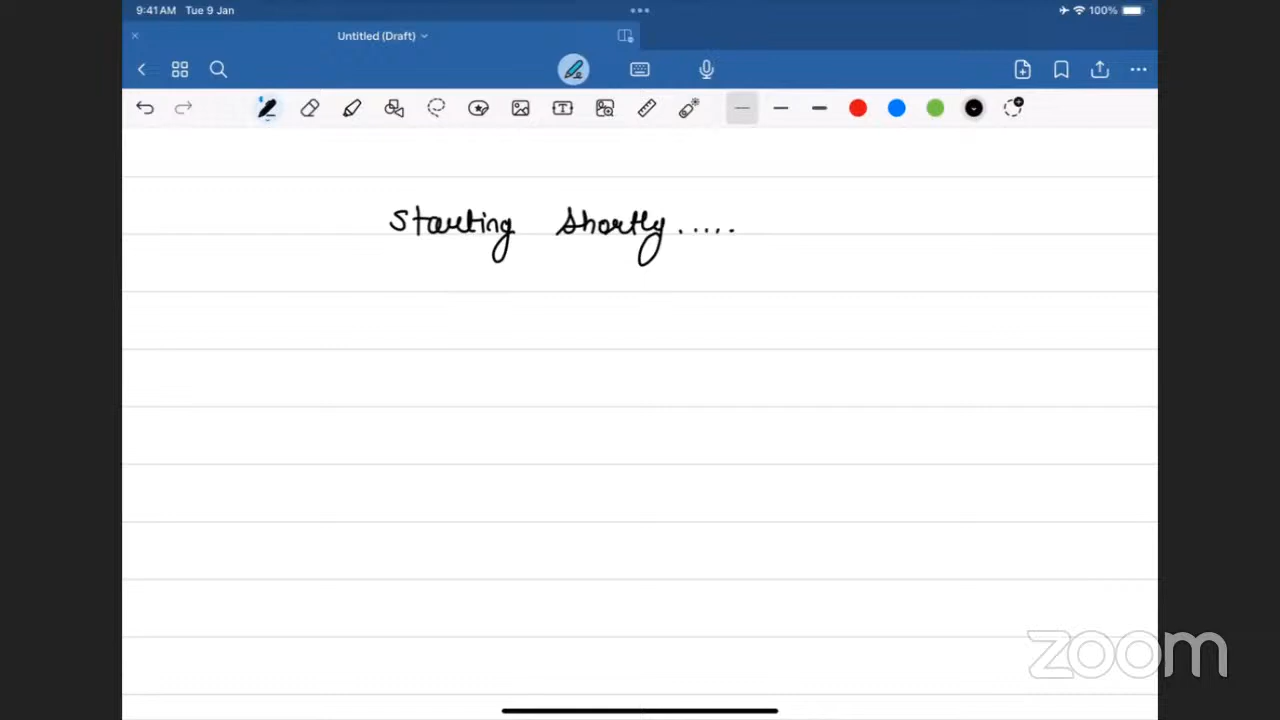 9:41 AM Tue 9 Jan
100%
Untitled (Draft)
Starting Shortly.....
zoom